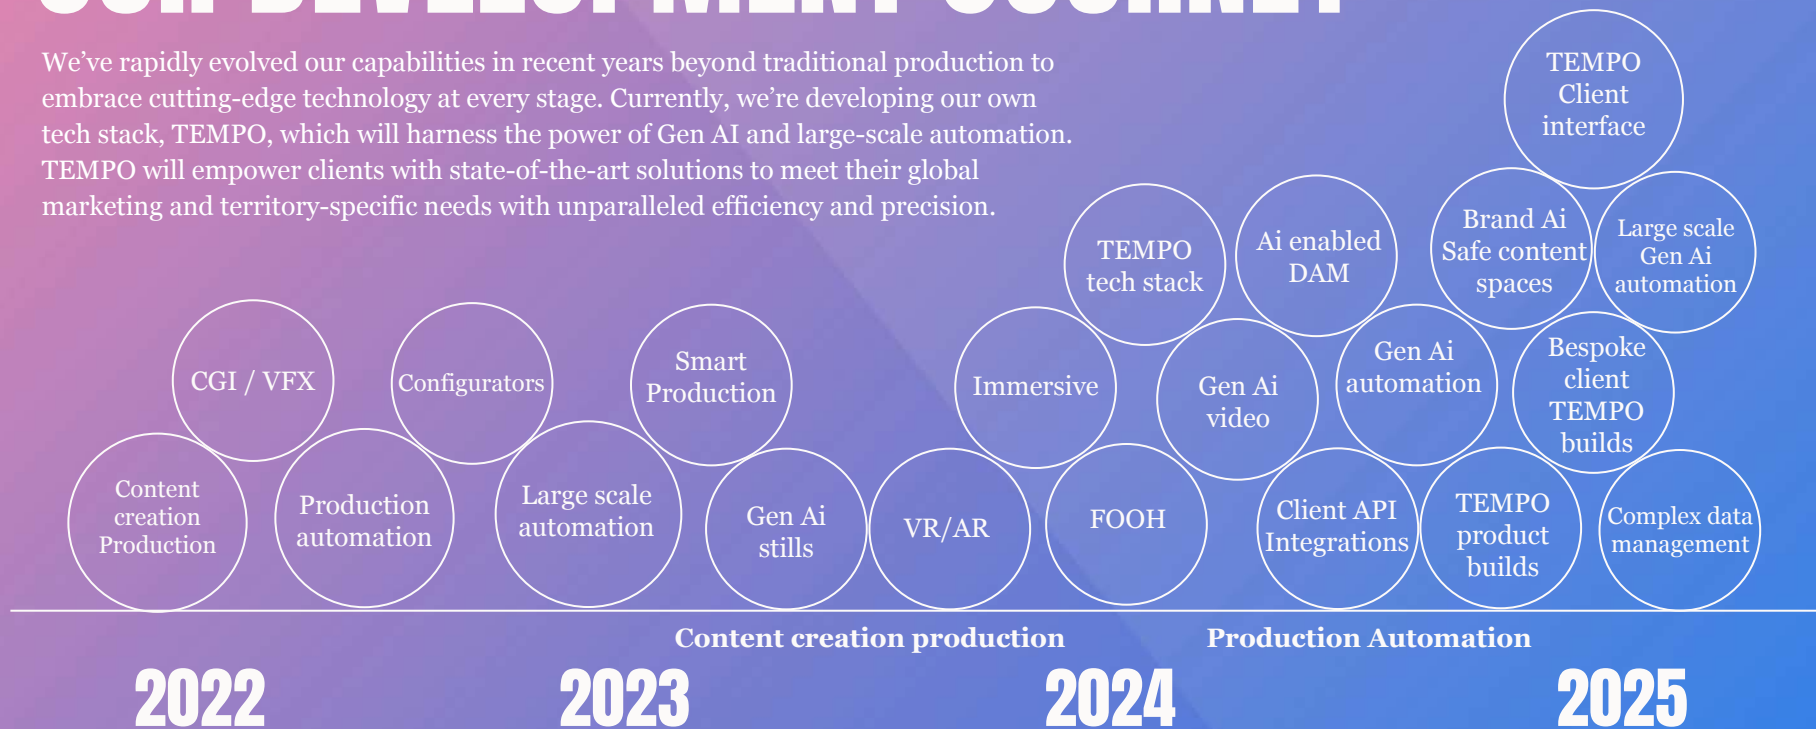 OUR DEVELOPMENT JOURNEY
We’ve rapidly evolved our capabilities in recent years beyond traditional production to
embrace cutting-edge technology at every stage. Currently, we’re developing our own
tech stack, TEMPO, which will harness the power of Gen AI and large-scale automation.
TEMPO will empower clients with state-of-the-art solutions to meet their global
marketing and territory-specific needs with unparalleled efficiency and precision.
Content
creation
Production
CGI / VFX
Production
automation
Configurators
Large scale
automation
Smart
Production
Gen Ai
stills
VR/AR
Immersive
FOOH
TEMPO
tech stack
Gen Ai
video
Ai enabled
DAM
Client API
Integrations
Gen Ai
automation
TEMPO
product
builds
Brand Ai
Safe content
spaces
Bespoke
client
TEMPO
builds
TEMPO
Client
interface
Large scale
Gen Ai
automation
Complex data
management
Content creation production
Production Automation
2022
2023
2024
2025